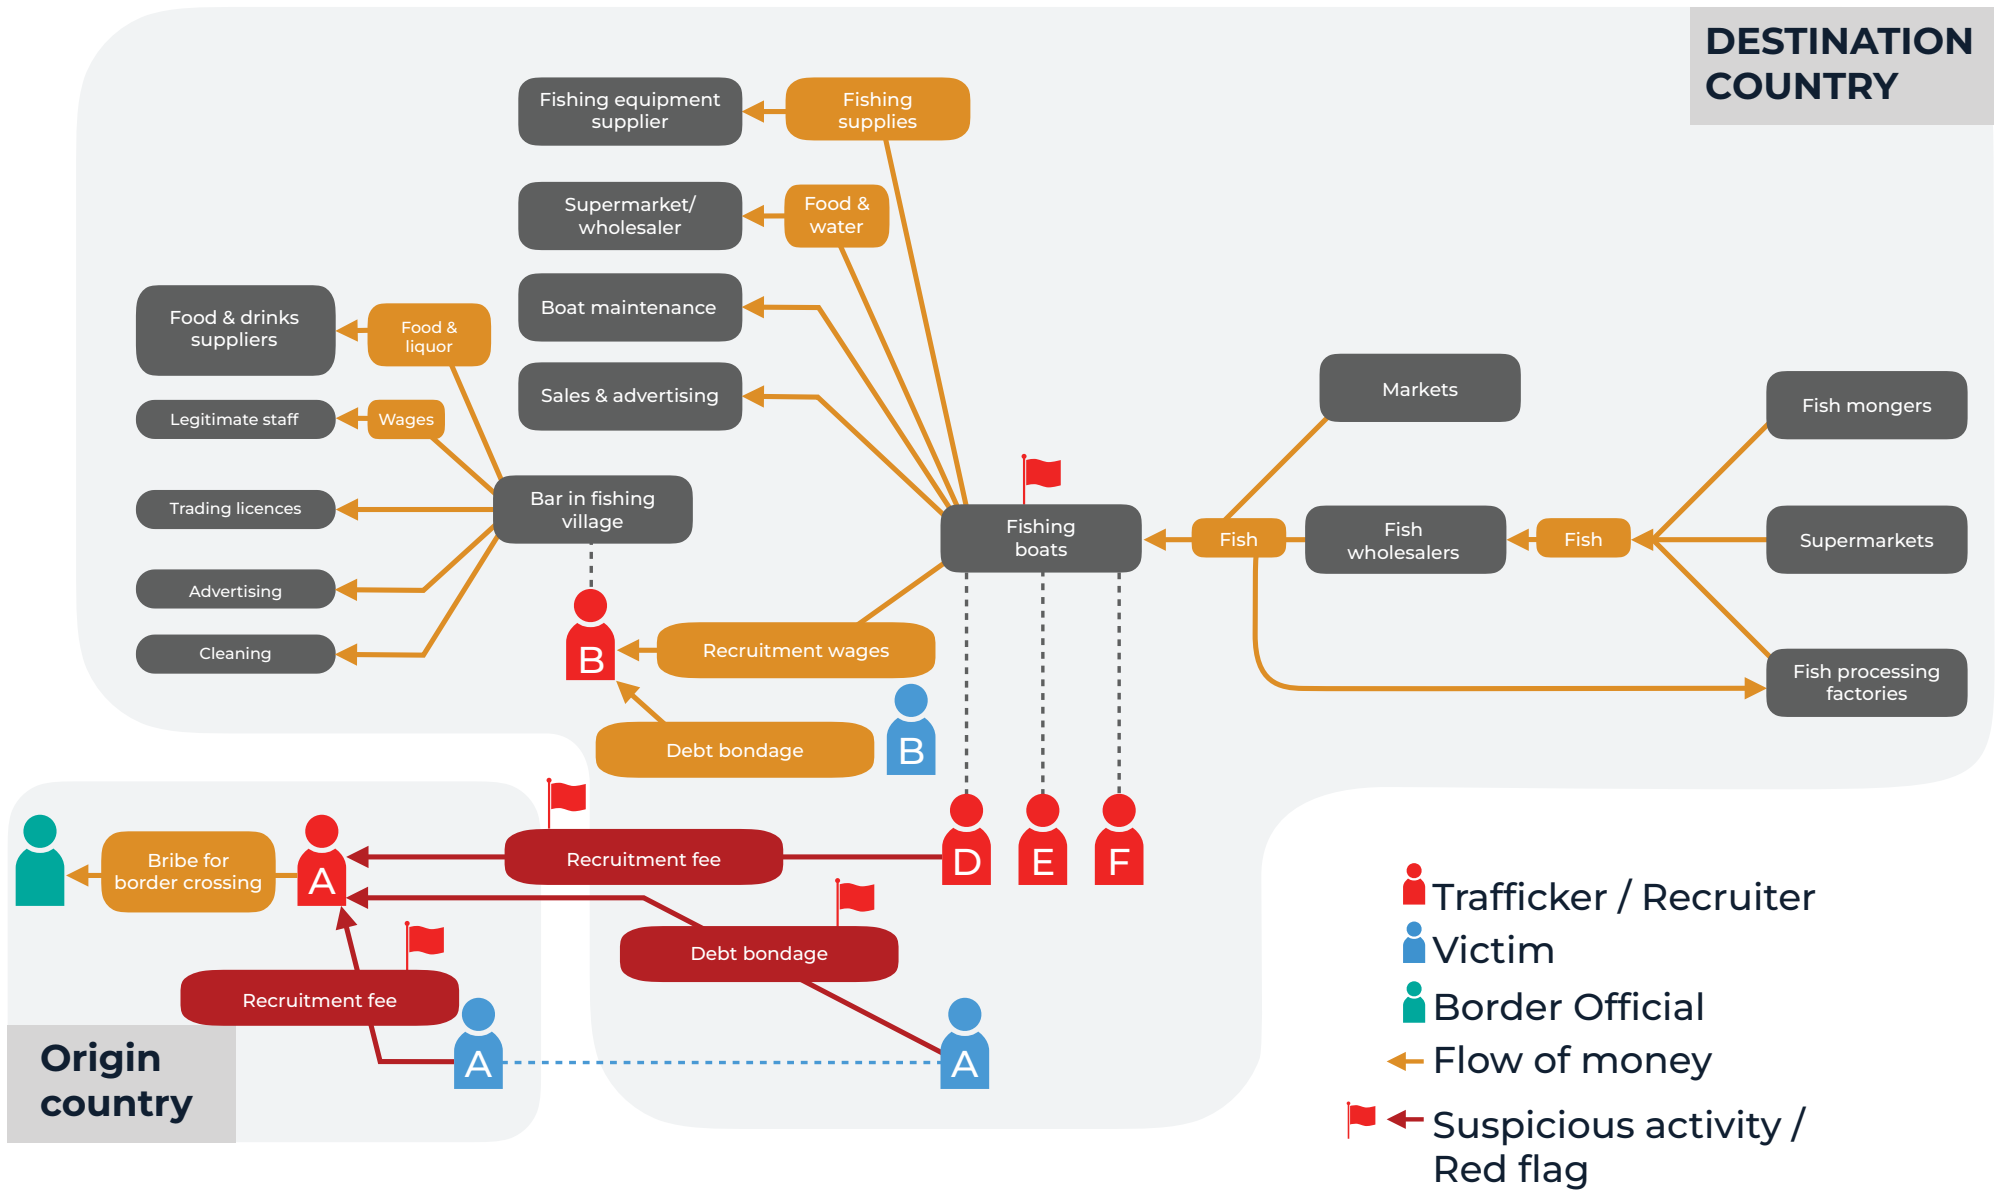 DESTINATION
COUNTRY
Fishing equipment
supplier
Fishing
supplies
Supermarket/
wholesaler
Food &
water
Boat maintenance
Sales & advertising
Food & drinks
suppliers
Food &
liquor
Legitimate staff
Wages
Trading licences
Advertising
Cleaning
Bar in fishing
village
Fishing
boats
Markets
Fish
Fish
wholesalers
Fish
Fish mongers
Supermarkets
Fish processing
factories
B
Recruitment wages
Debt bondage
B
Bribe for
border crossing
A
Recruitment fee
D
E
F
Debt bondage
Recruitment fee
A
A
Origin
country
Trafficker / Recruiter
Victim
Border Official
Flow of money
Suspicious activity /
Red flag